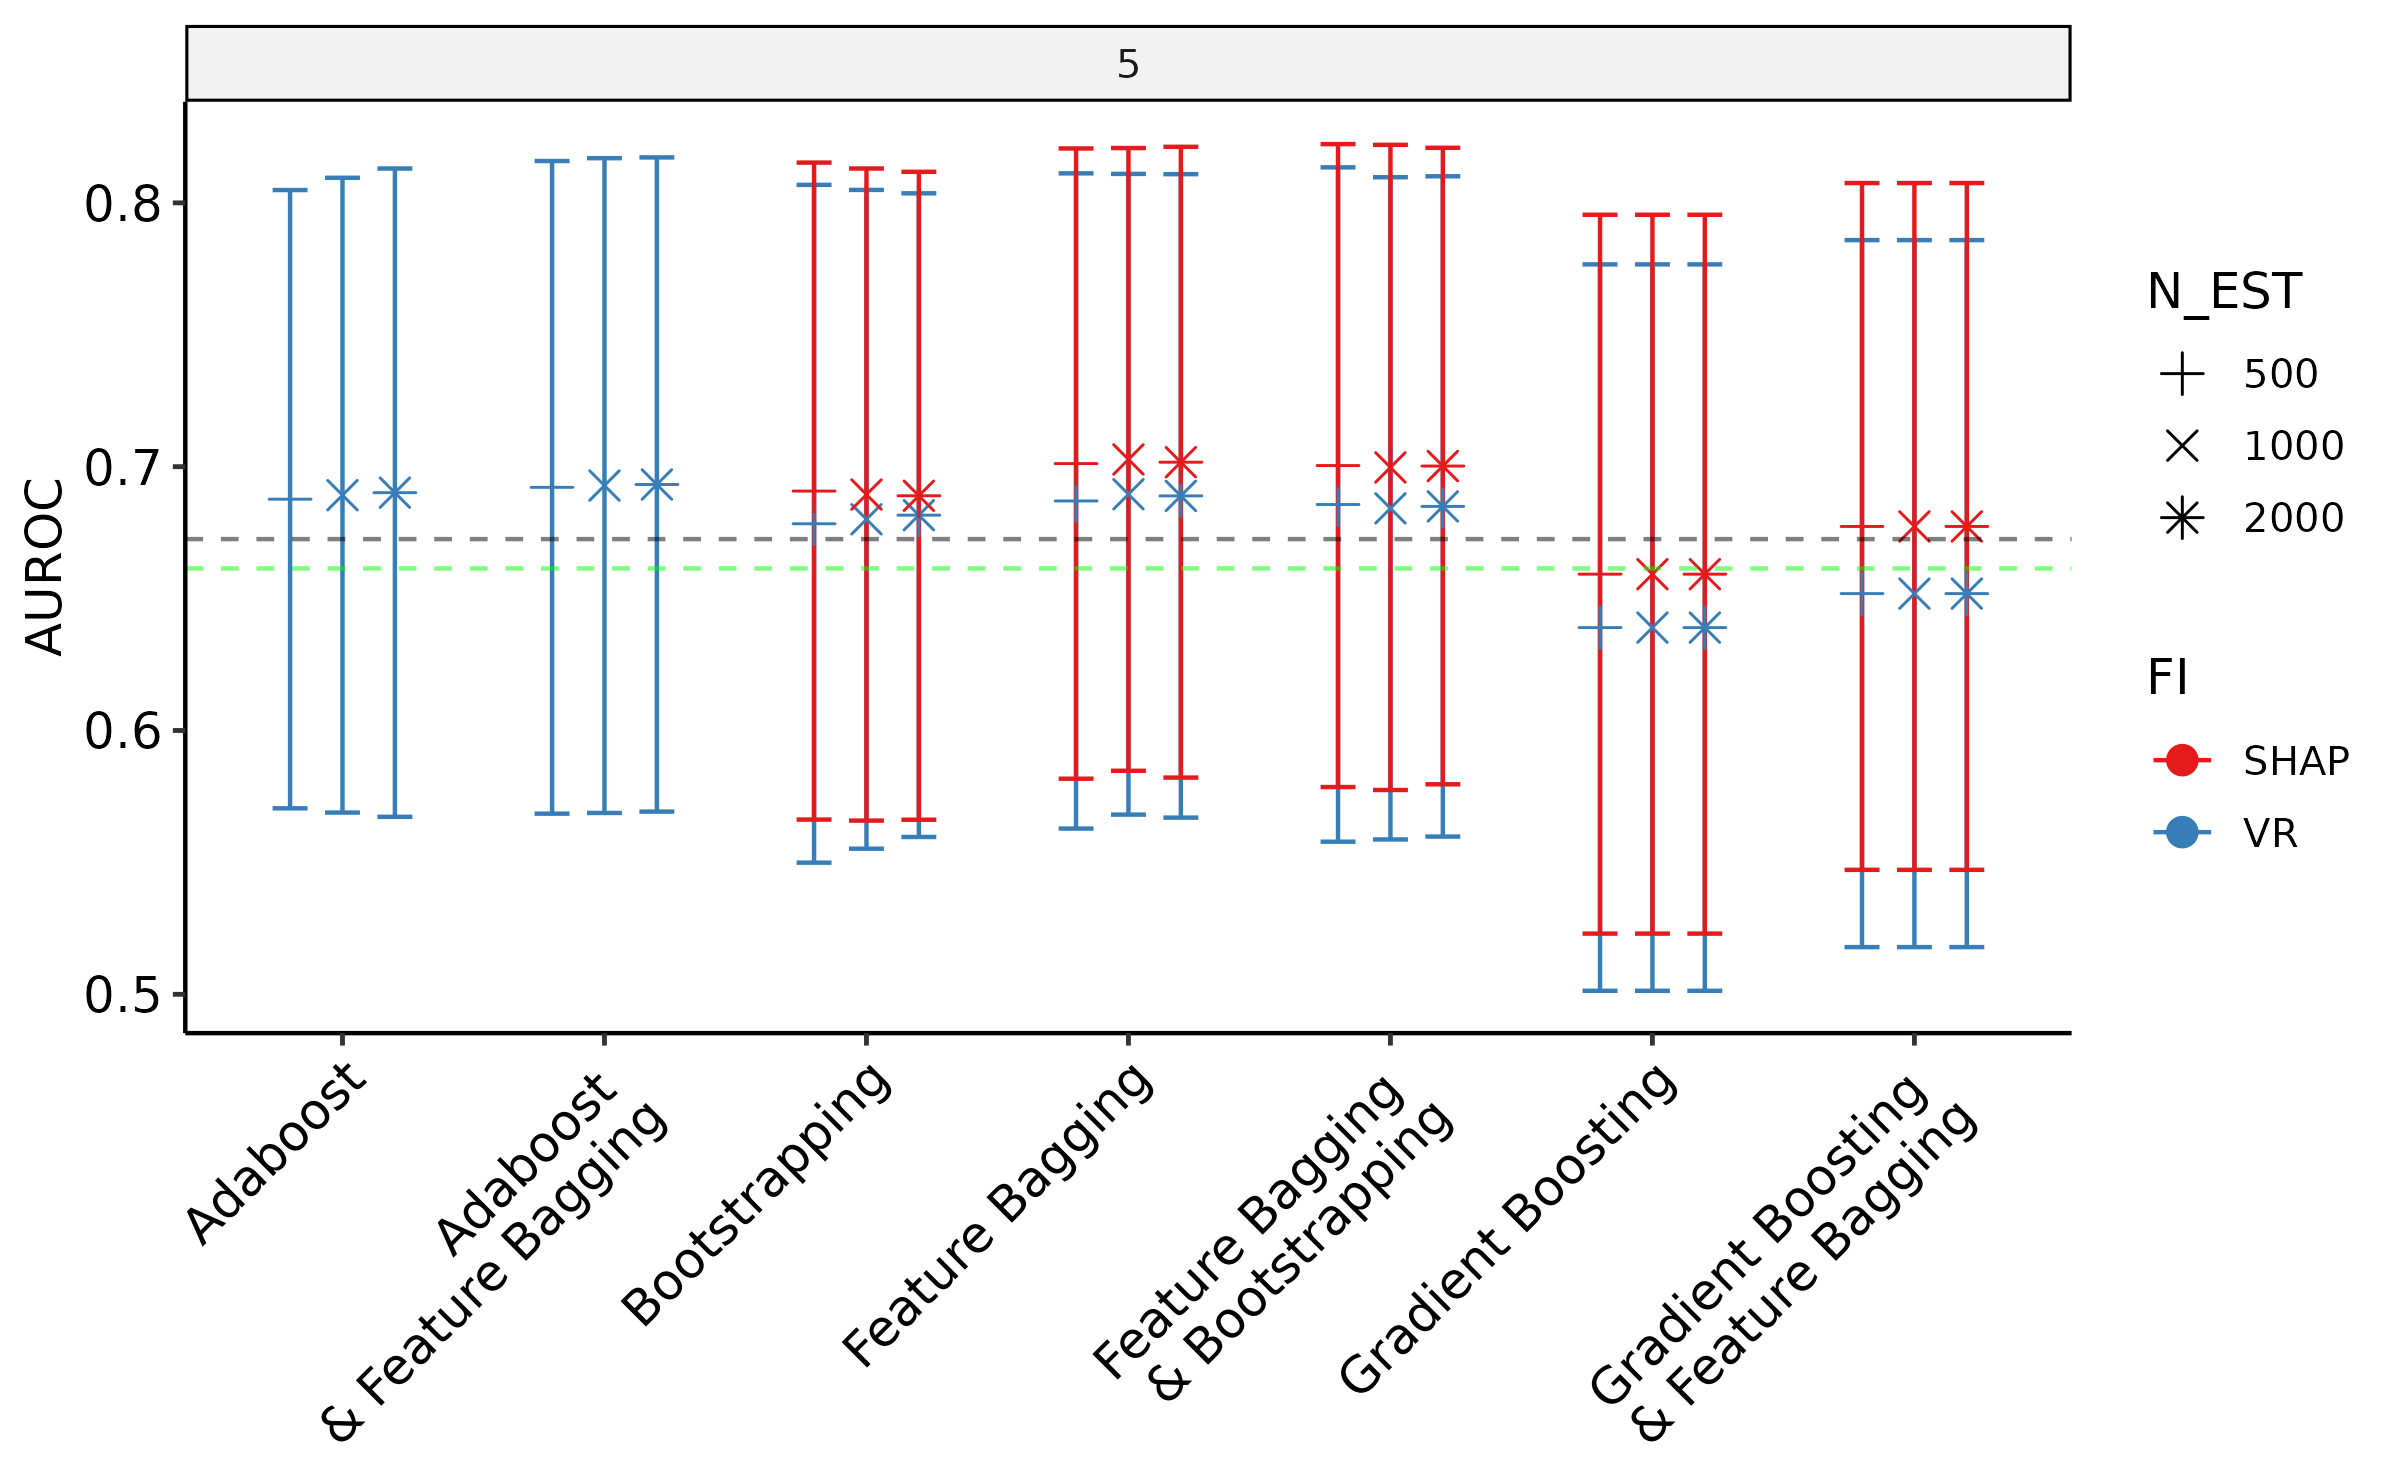 5
AUROC
0.8
0.7
0.6
0.5
Adaboost
Adaboost
& Feature Bagging
Bootstrapping
Feature Bagging
Feature Bagging
& Bootstrapping
Gradient Boosting
Gradient Boosting
& Feature Bagging
N_EST
500
1000
2000
FI
SHAP
VR